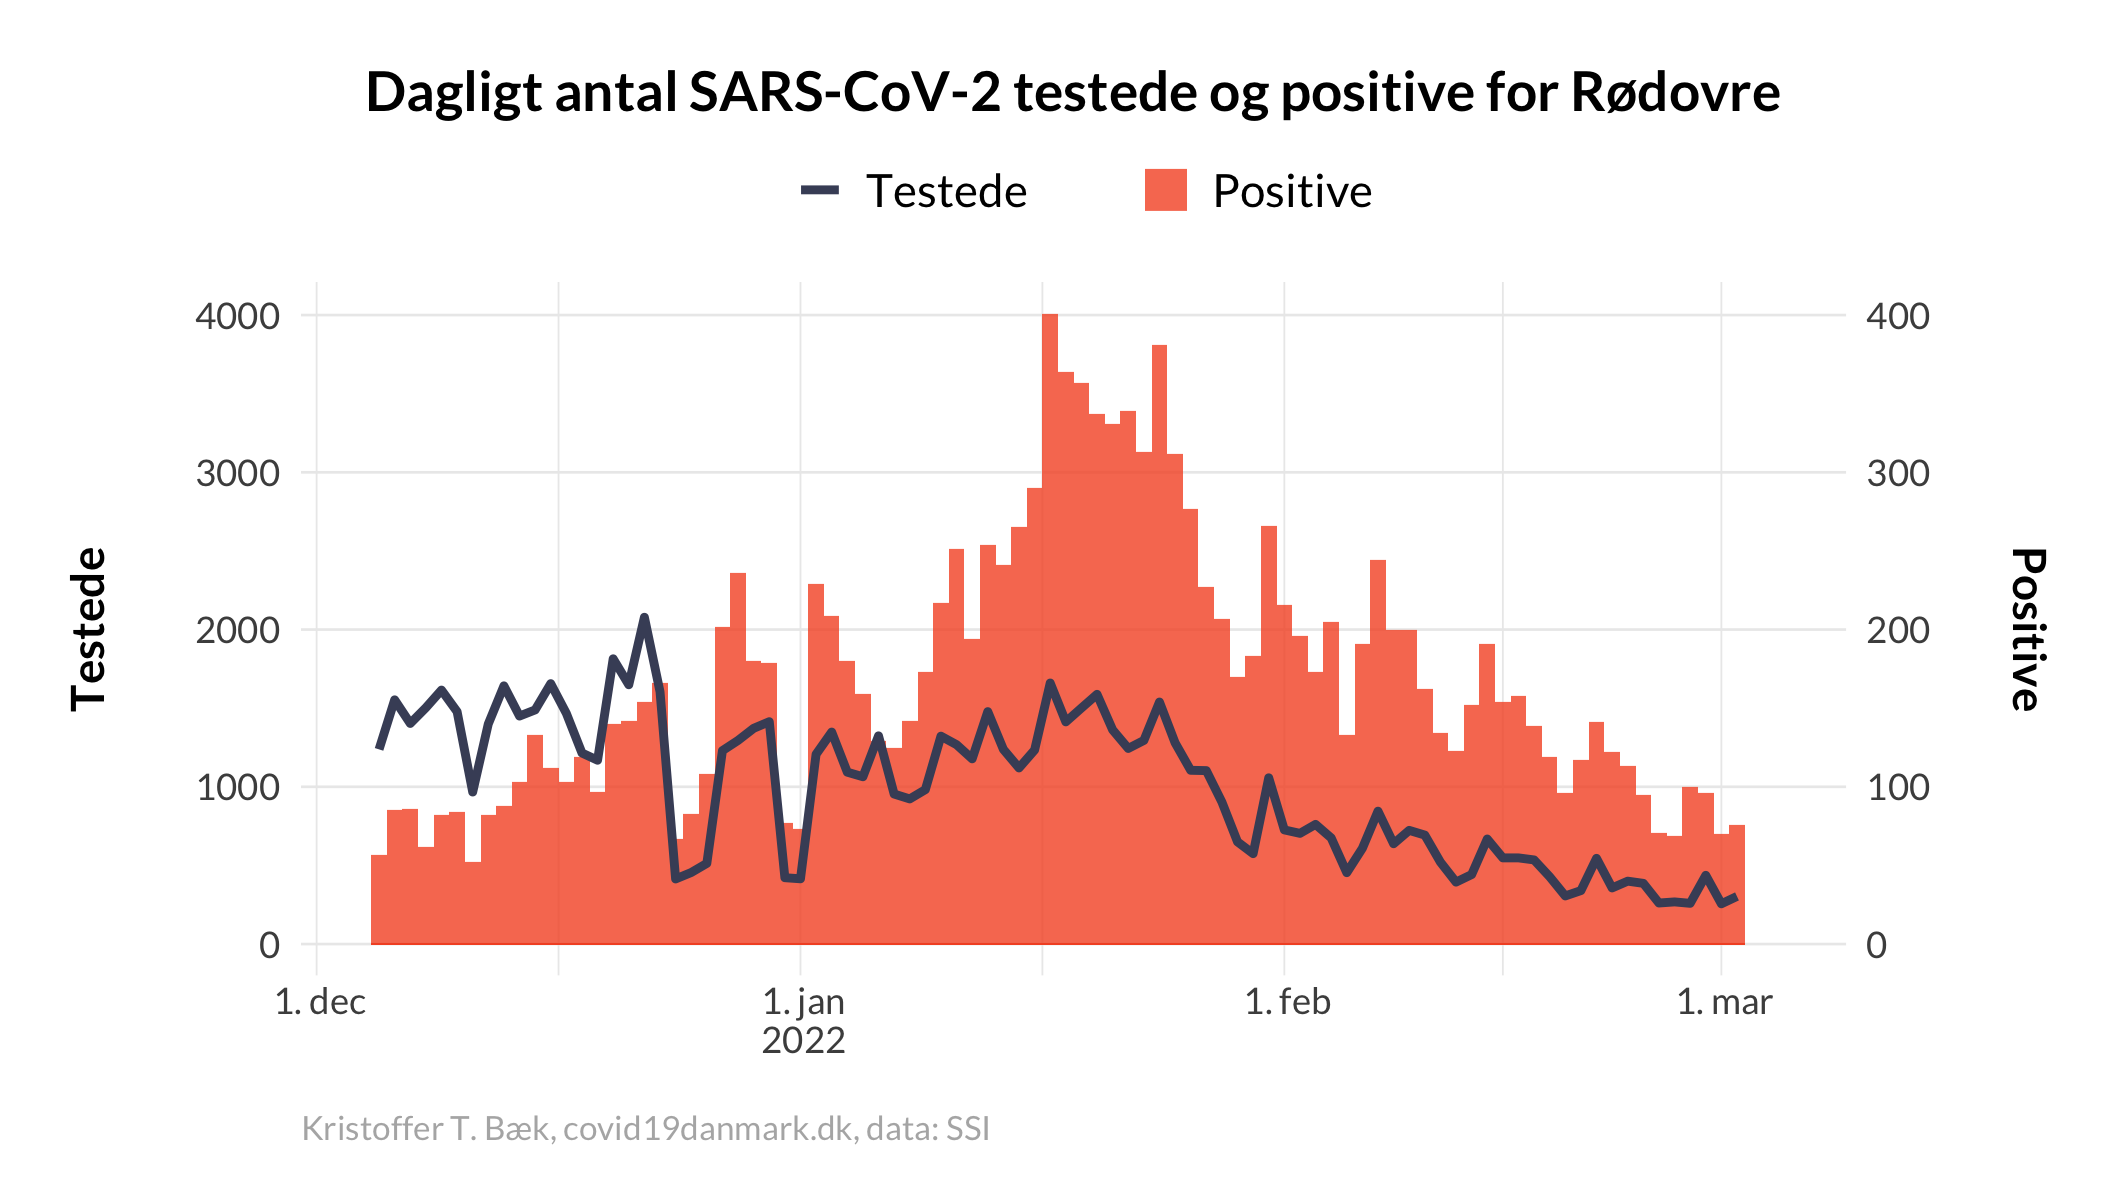 Dagligt antal SARS-CoV-2 testede og positive for Rødovre
Testede
Positive
4000
3000
2000
1000
0
400
300
200
100
0
Testede
Positive
1. dec
1. jan
2022
1. feb
1. mar
Kristoffer T. Bæk, covid19danmark.dk, data: SSI